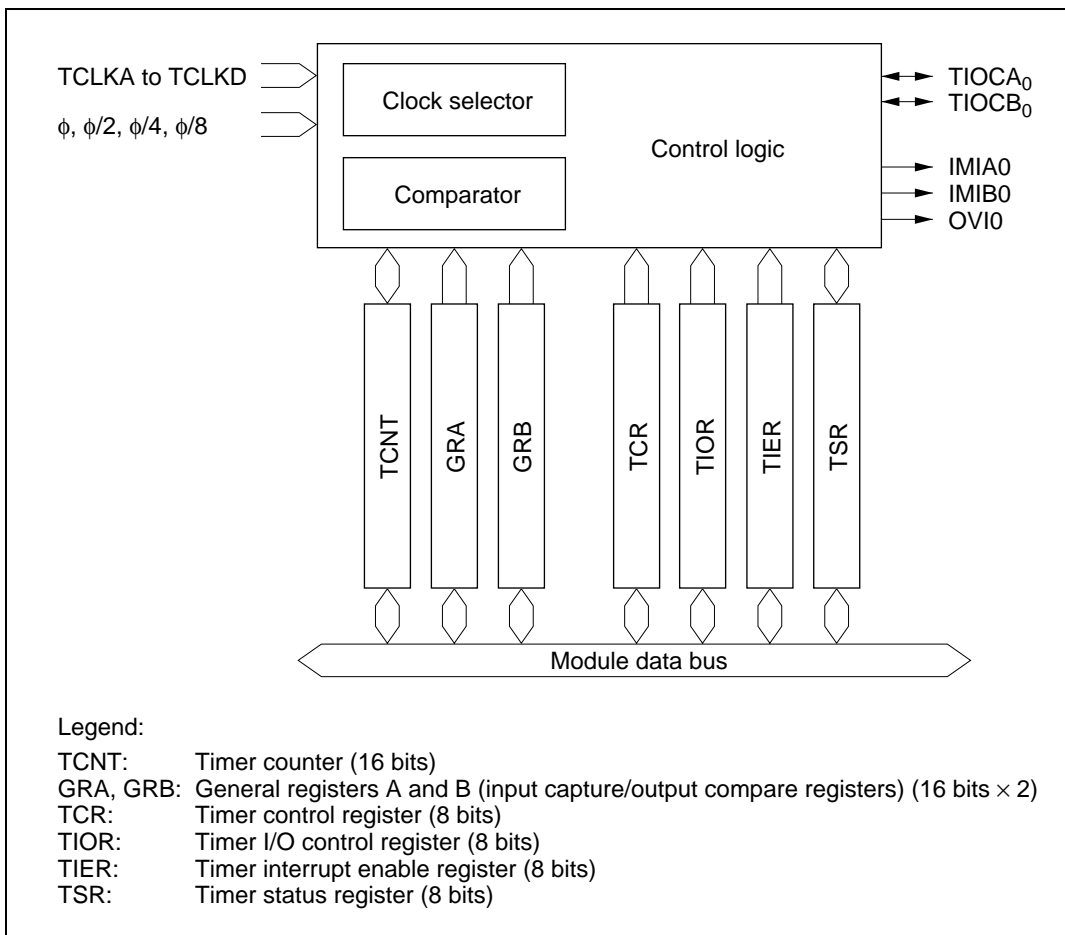 TCLKA to TCLKD
ϕ, ϕ/2, ϕ/4, ϕ/8
Clock selector
Comparator
Control logic
TIOCA₀
TIOCB₀
IMIA0
IMIB0
OVI0
TCNT
GRA
GRB
TCR
TIOR
TIER
TSR
Module data bus
Legend:
TCNT: Timer counter (16 bits)
GRA, GRB: General registers A and B (input capture/output compare registers) (16 bits × 2)
TCR: Timer control register (8 bits)
TIOR: Timer I/O control register (8 bits)
TIER: Timer interrupt enable register (8 bits)
TSR: Timer status register (8 bits)